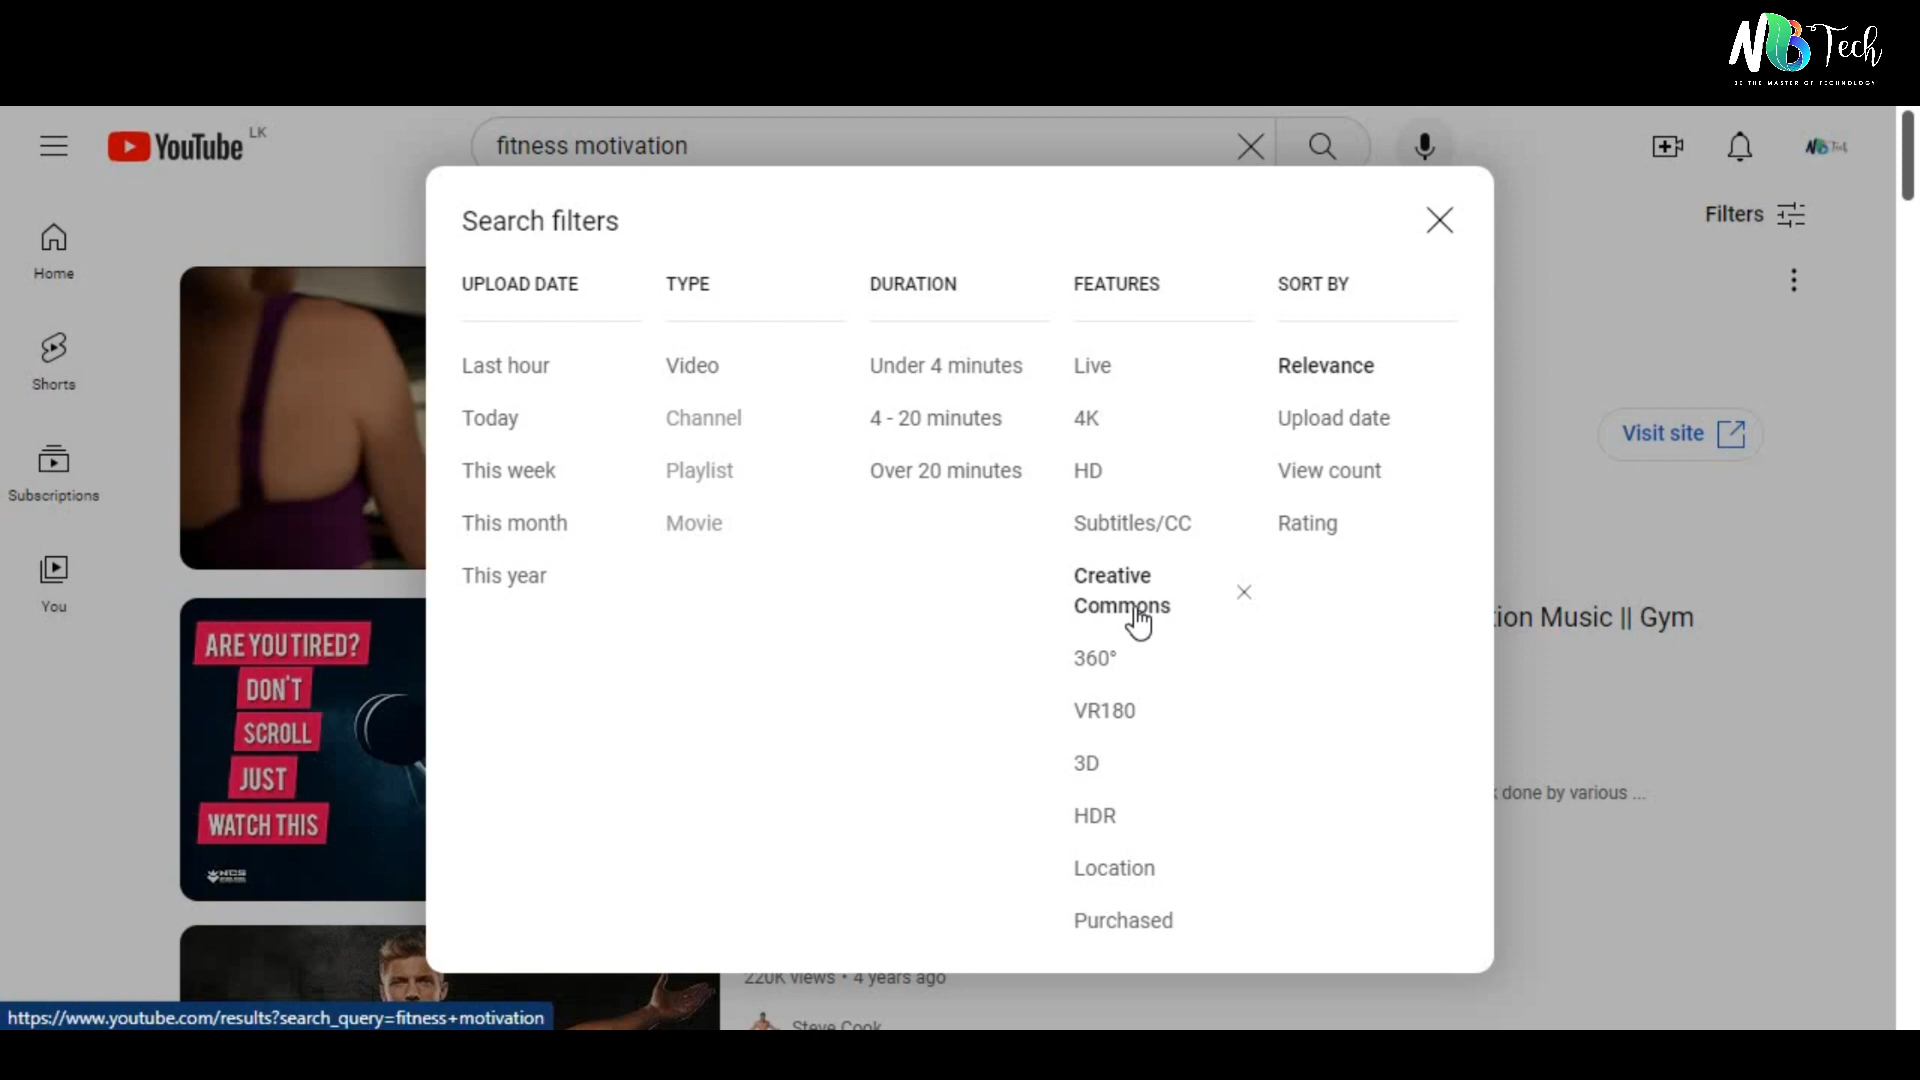 NB Tech
BE THE MASTER OF TECHNOLOGY
YouTube LK
fitness motivation
NB Tech
Filters
Home
Shorts
Subscriptions
You
Search filters
UPLOAD DATE
Last hour
Today
This week
This month
This year
TYPE
Video
Channel
Playlist
Movie
DURATION
Under 4 minutes
4 - 20 minutes
Over 20 minutes
FEATURES
Live
4K
HD
Subtitles/CC
Creative
Commons
360°
VR180
3D
HDR
Location
Purchased
SORT BY
Relevance
Upload date
View count
Rating
Visit site
ARE YOU TIRED?
DON'T
SCROLL
JUST
WATCH THIS
NCS
tion Music || Gym
done by various ...
220K views • 4 years ago
Steve Cook
https://www.youtube.com/results?search_query=fitness+motivation